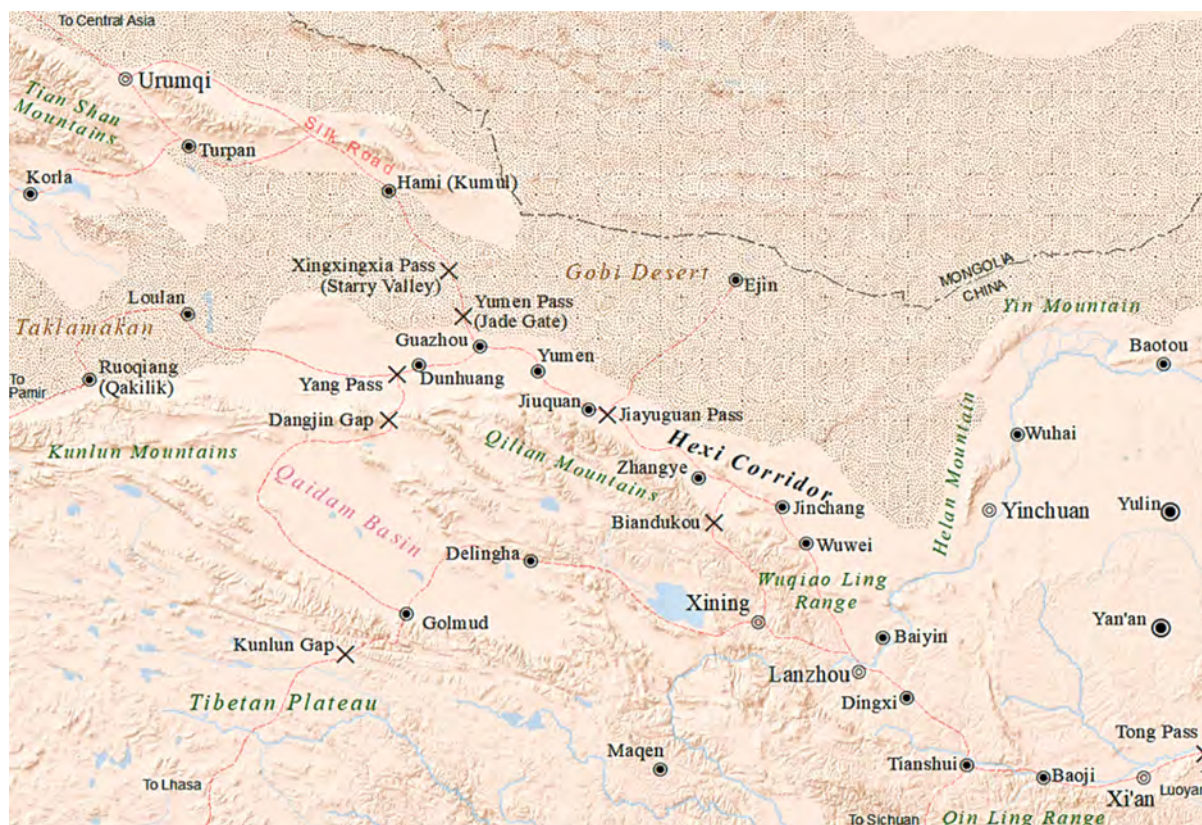 To Central Asia
Urumqi
Tian Shan
Mountains
Silk Road
Turpan
Korla
Hami (Kumul)
Xingxingxia Pass
(Starry Valley)
Gobi Desert
Ejin
MONGOLIA
CHINA
Loulan
Yumen Pass
(Jade Gate)
Yin Mountain
Taklamakan
Guazhou
Yumen
Baotou
Ruoqiang
(Qakilik)
To
Pamir
Yang Pass
Dunhuang
Jiuquan
Jiayuguan Pass
Dangjin Gap
Wuhai
Kunlun Mountains
Qilian Mountains
Hexi Corridor
Helan Mountain
Zhangye
Qaidam Basin
Jinchang
Yinchuan
Yulin
Biandukou
Wuwei
Delingha
Wuqiao Ling
Range
Xining
Golmud
Yan'an
Baiyin
Kunlun Gap
Lanzhou
Tibetan Plateau
Dingxi
Tong Pass
Maqen
Tianshui
Baoji
To Lhasa
Xi'an
Luoyan
To Sichuan
Qin Ling Range